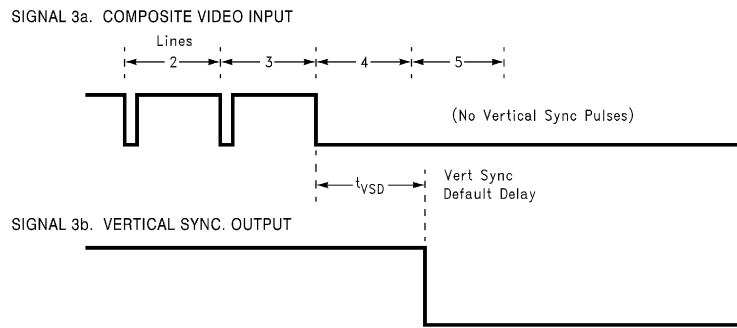 SIGNAL 3a. COMPOSITE VIDEO INPUT
Lines
2 3 4 5
(No Vertical Sync Pulses)
tVSD
Vert Sync
Default Delay
SIGNAL 3b. VERTICAL SYNC. OUTPUT